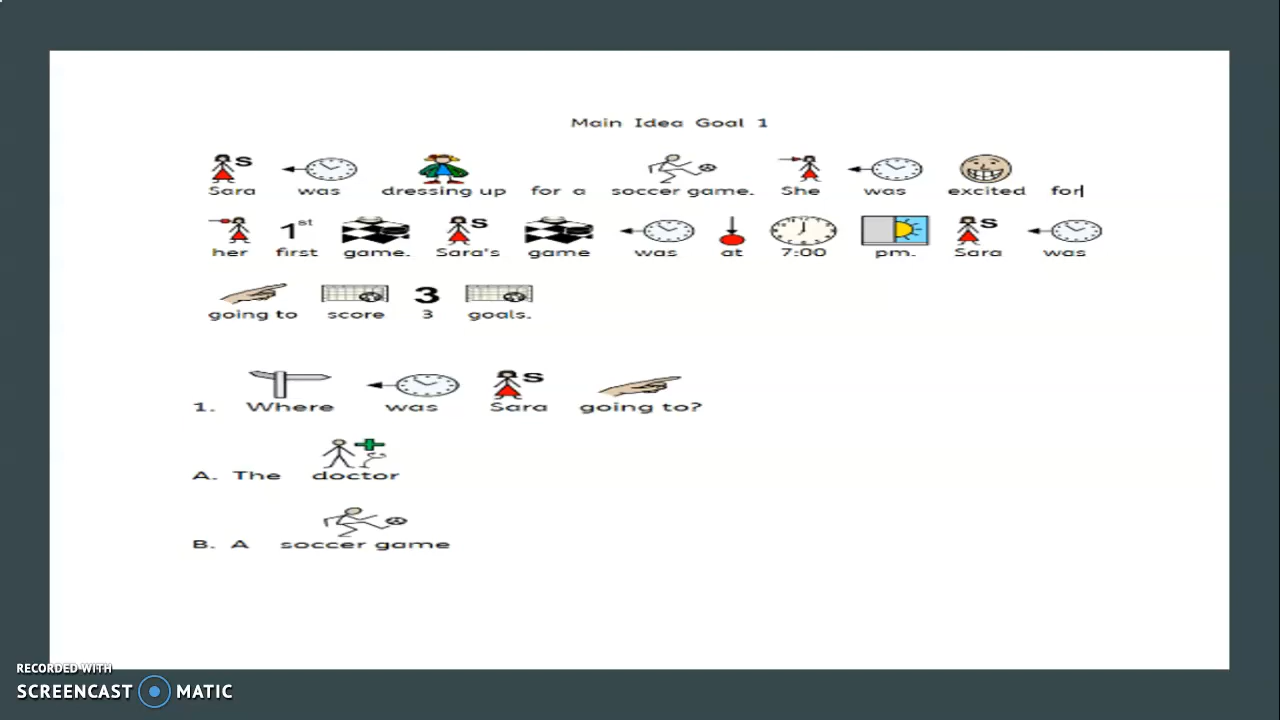 Main Idea Goal 1
S
Sara was dressing up for a soccer game. She was excited for
1st S S
her first game. Sara's game was at 7:00 pm. Sara was
3
going to score 3 goals.
S
1. Where was Sara going to?
A. The doctor
B. A soccer game
RECORDED WITH
SCREENCAST MATIC